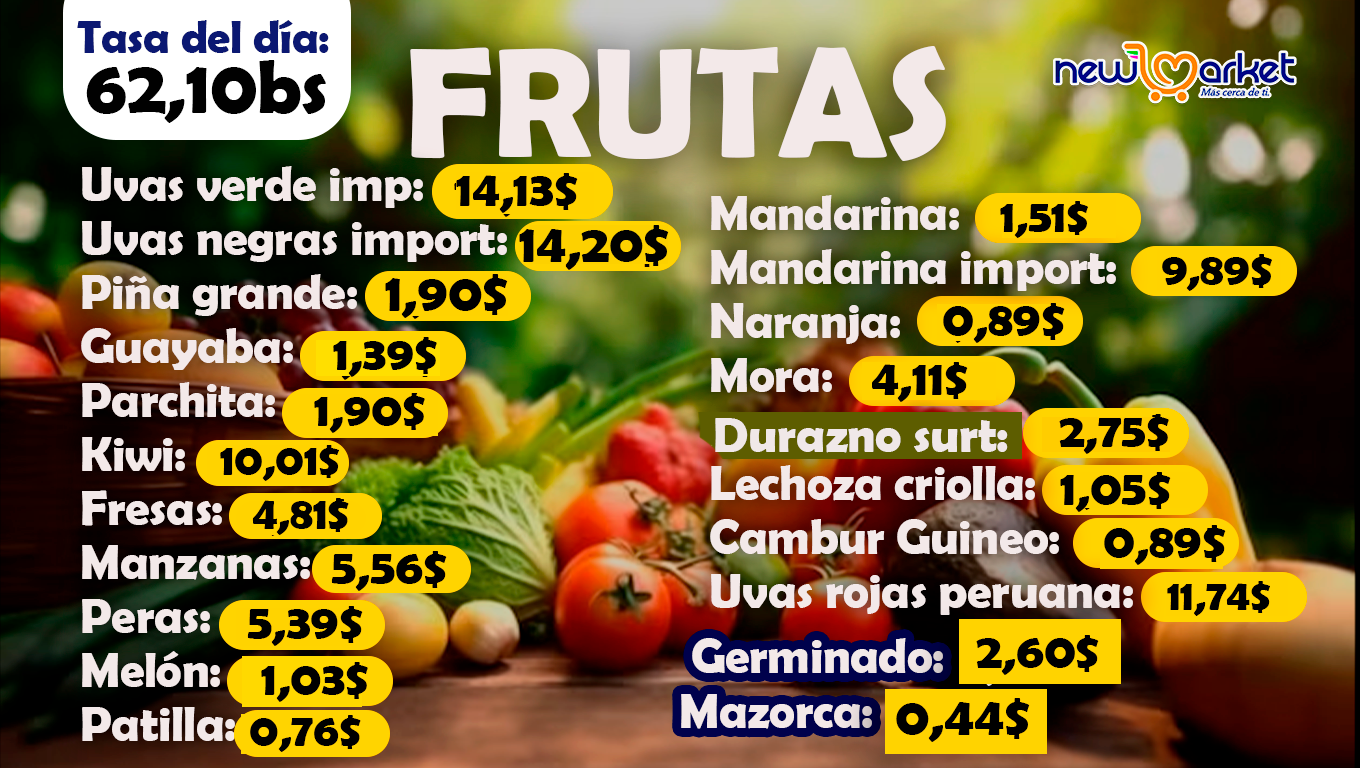 Tasa del día:
62,10bs
FRUTAS
new market
Más cerca de ti.
Uvas verde imp: 14,13$
Uvas negras import: 14,20$
Piña grande: 1,90$
Guayaba: 1,39$
Parchita: 1,90$
Kiwi: 10,01$
Fresas: 4,81$
Manzanas: 5,56$
Peras: 5,39$
Melón: 1,03$
Patilla: 0,76$
Mandarina: 1,51$
Mandarina import: 9,89$
Naranja: 0,89$
Mora: 4,11$
Durazno surt: 2,75$
Lechoza criolla: 1,05$
Cambur Guineo: 0,89$
Uvas rojas peruana: 11,74$
Germinado: 2,60$
Mazorca: 0,44$